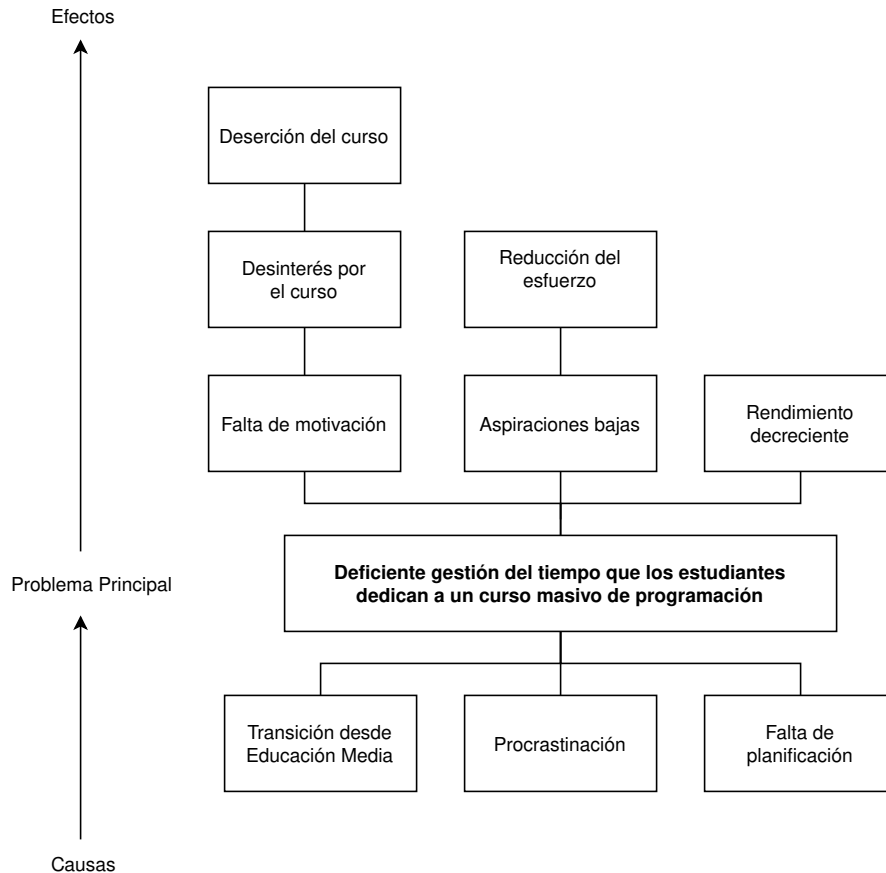 Efectos
Deserción del curso
Desinterés por
el curso
Reducción del
esfuerzo
Falta de motivación
Aspiraciones bajas
Rendimiento
decreciente
Problema Principal
Deficiente gestión del tiempo que los estudiantes
dedican a un curso masivo de programación
Transición desde
Educación Media
Procrastinación
Falta de
planificación
Causas